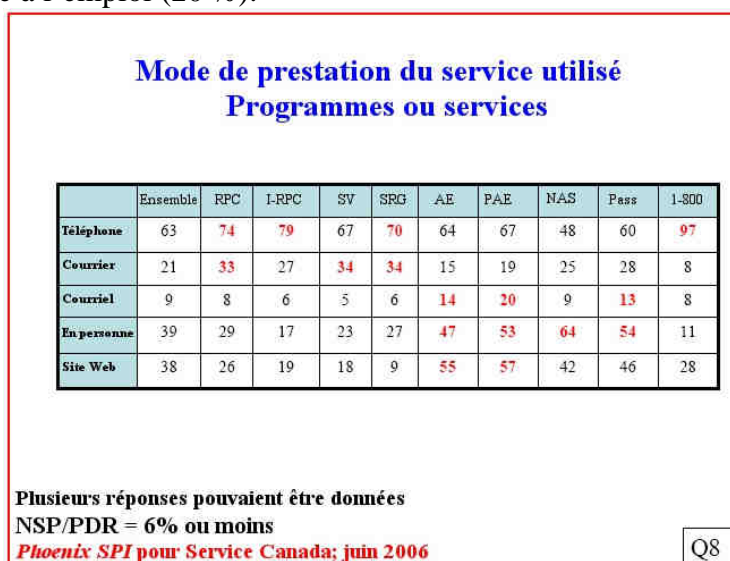 à l'emploi (20 %).
Mode de prestation du service utilisé
Programmes ou services
Ensemble RPC I-RPC SV SRG AE PAE NAS Pass 1-800
Téléphone 63 74 79 67 70 64 67 48 60 97
Courrier 21 33 27 34 34 15 19 25 28 8
Courriel 9 8 6 5 6 14 20 9 13 8
En personne 39 29 17 23 27 47 53 64 54 11
Site Web 38 26 19 18 9 55 57 42 46 28
Plusieurs réponses pouvaient être données
NSP/PDR = 6% ou moins
Phoenix SPI pour Service Canada; juin 2006
Q8